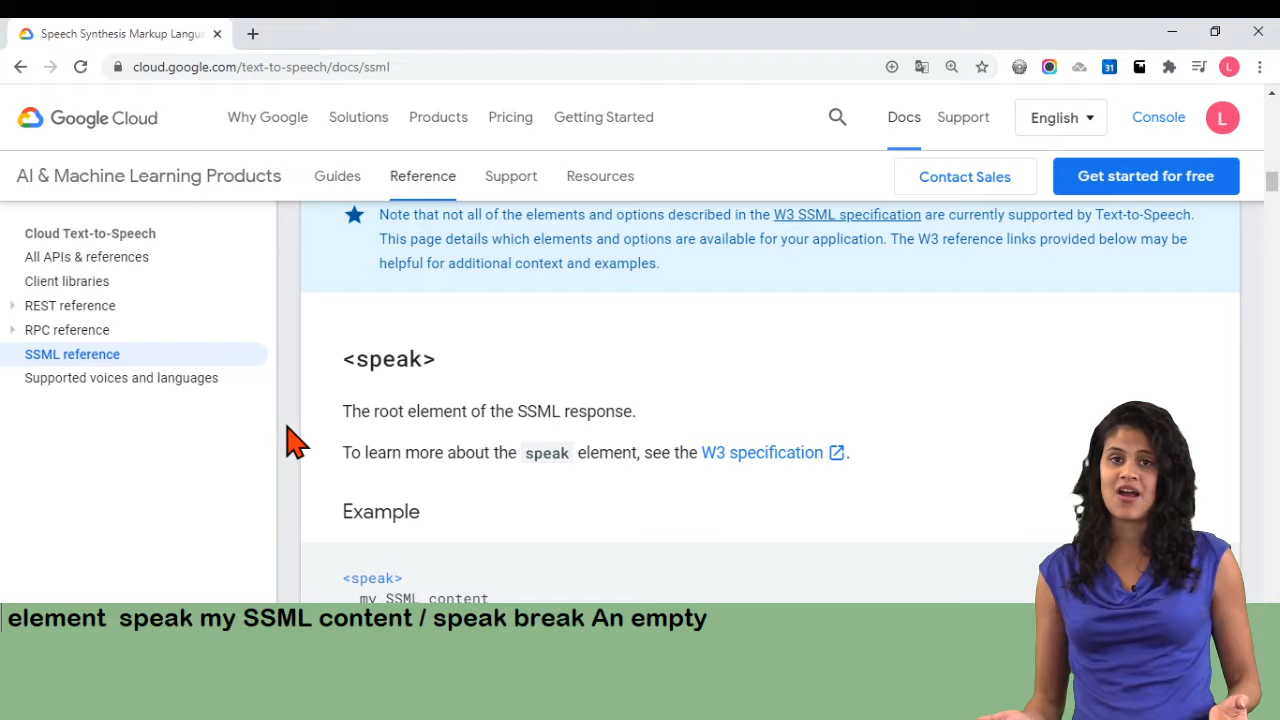 Speech Synthesis Markup Langu
cloud.google.com/text-to-speech/docs/ssml
31
L
Google Cloud
Why Google Solutions Products Pricing Getting Started
Docs Support English Console L
AI & Machine Learning Products Guides Reference Support Resources
Contact Sales Get started for free
Cloud Text-to-Speech
All APIs & references
Client libraries
REST reference
RPC reference
SSML reference
Supported voices and languages
Note that not all of the elements and options described in the W3 SSML specification are currently supported by Text-to-Speech.
This page details which elements and options are available for your application. The W3 reference links provided below may be
helpful for additional context and examples.
<speak>
The root element of the SSML response.
To learn more about the speak element, see the W3 specification.
Example
<speak>
my SSML content
element speak my SSML content / speak break An empty